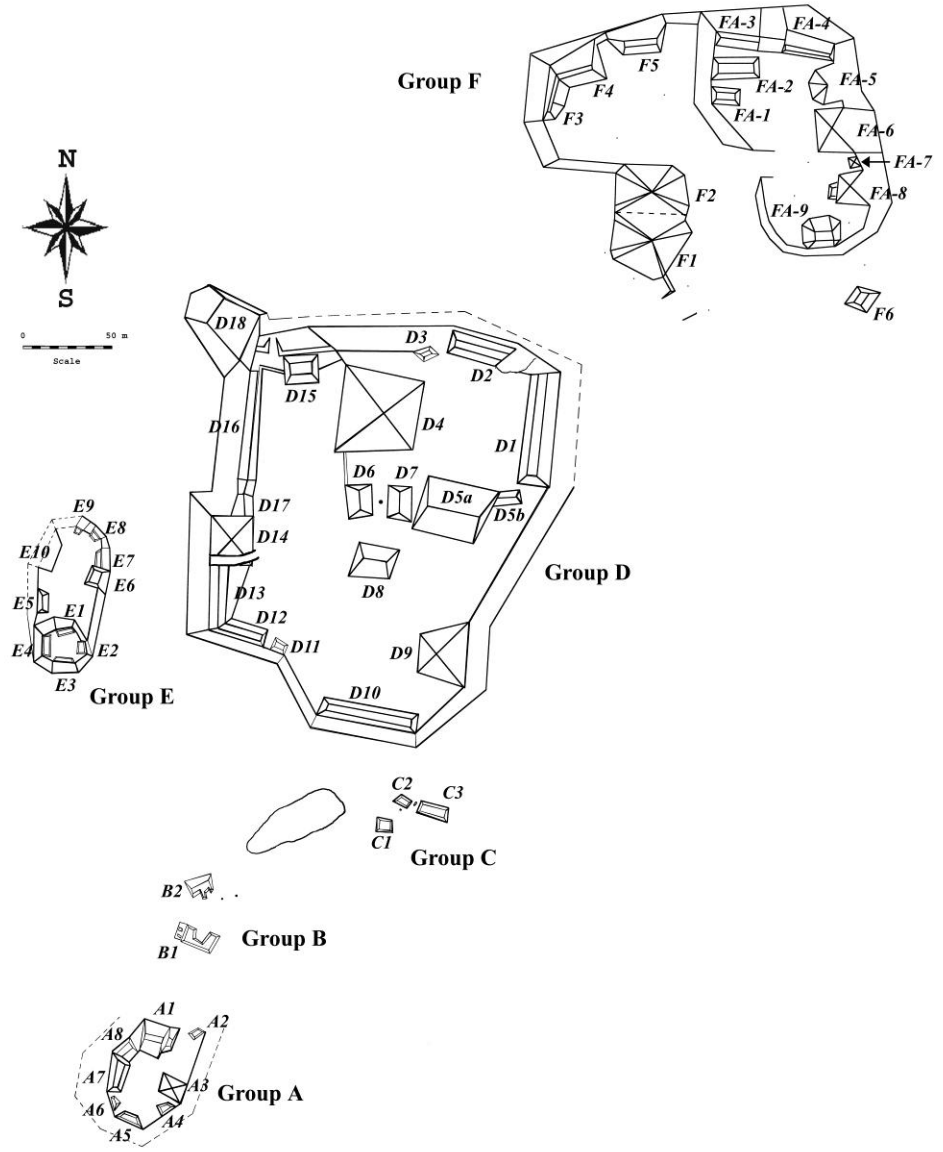 FA-3
FA-4
Group F
F5
F4
FA-2
FA-5
F3
FA-1
FA-6
FA-7
N
F2
FA-8
FA-9
F1
S
F6
0 50 m
Scale
D18
D3
D2
D15
D16
D4
D1
D6
D7
D5a
D5b
D17
D14
E9
E8
E10
E7
E6
D8
Group D
D13
E5
E1
D12
D11
E4
E2
D9
E3
Group E
D10
C2
C3
C1
Group C
B2
B1
Group B
A1
A2
A8
A7
A3
Group A
A6
A4
A5